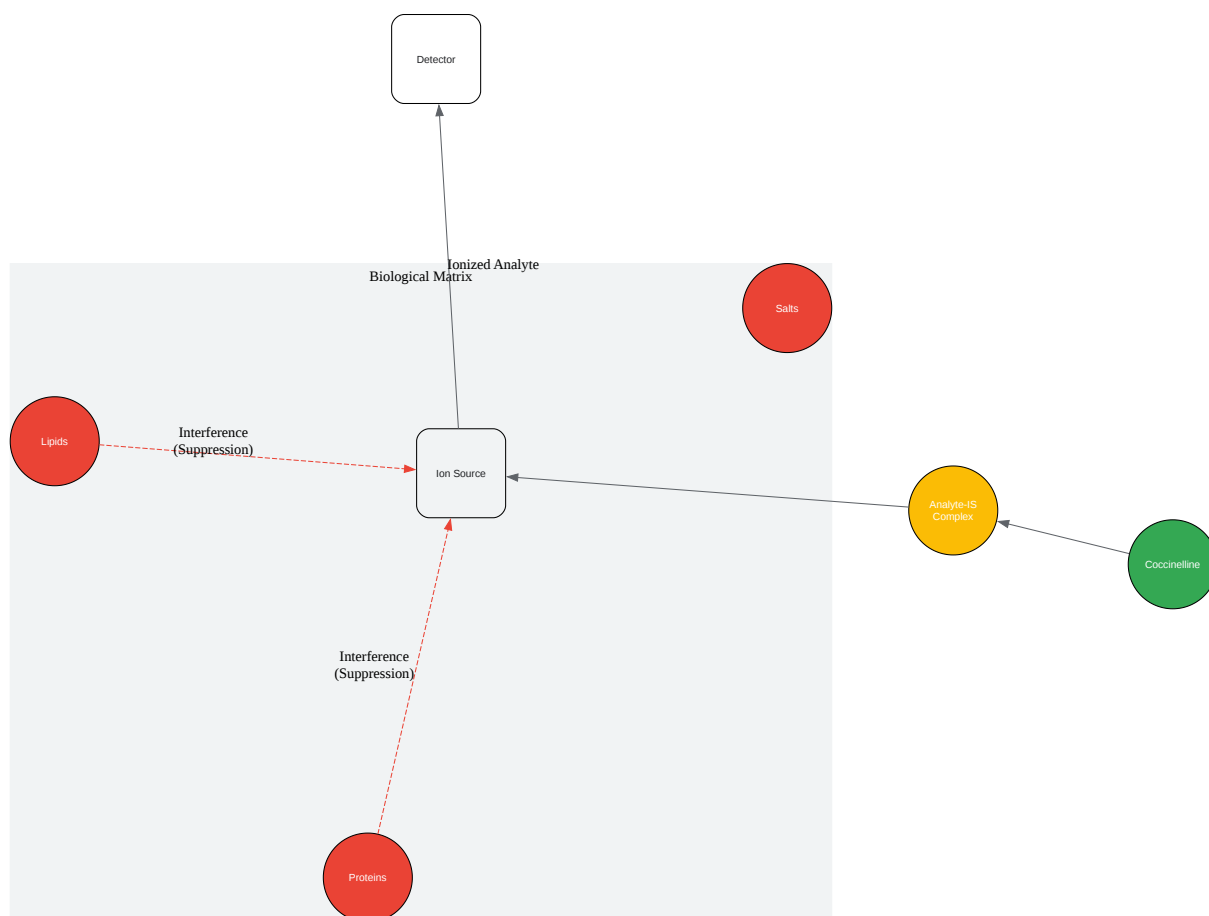 Detector
Ionized Analyte
Biological Matrix
Salts
Interference
(Suppression)
Lipids
Ion Source
Analyte-IS
Complex
Coccinelline
Interference
(Suppression)
Proteins